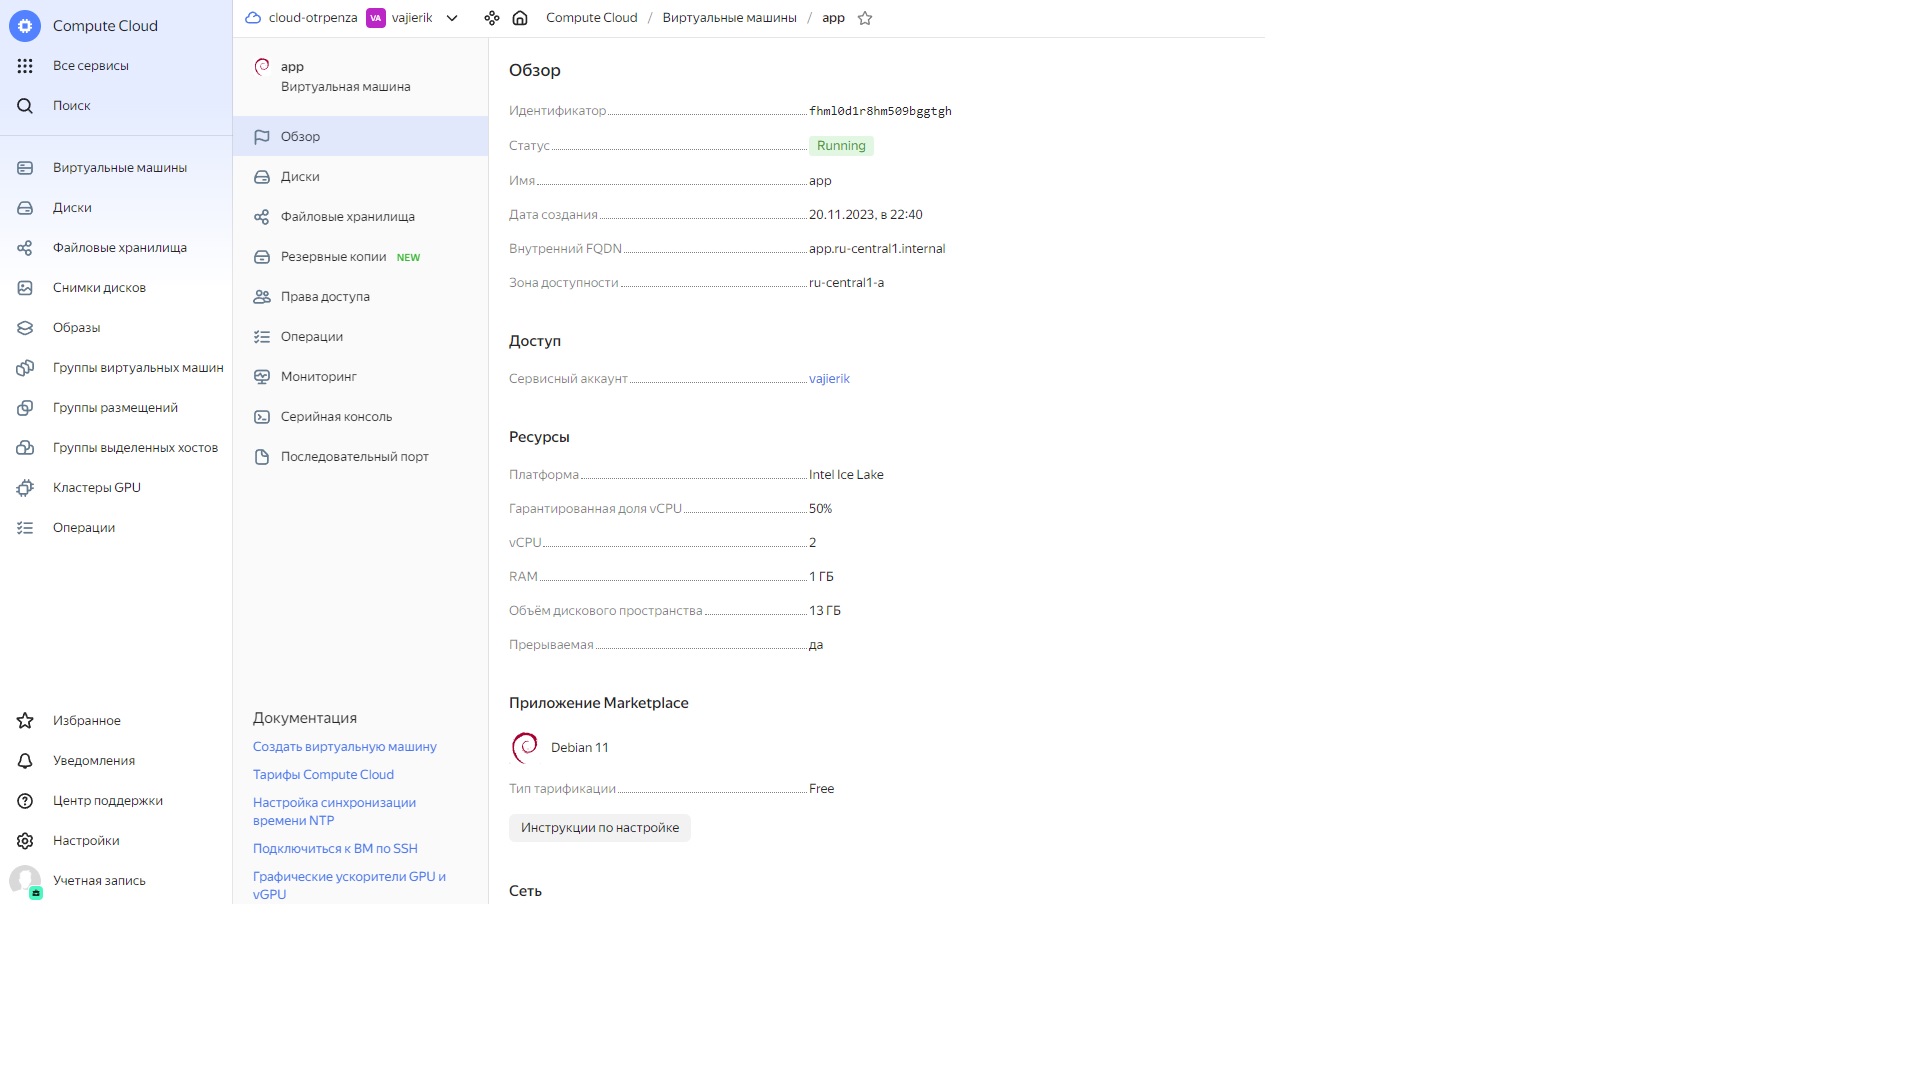 Compute Cloud
Все сервисы
Поиск
Виртуальные машины
Диски
Файловые хранилища
Снимки дисков
Образы
Группы виртуальных машин
Группы размещений
Группы выделенных хостов
Кластеры GPU
Операции
Избранное
Уведомления
Центр поддержки
Настройки
Учетная запись
cloud-otrpenza VA vajierik
Compute Cloud / Виртуальные машины / app
app
Виртуальная машина
Обзор
Диски
Файловые хранилища
Резервные копии NEW
Права доступа
Операции
Мониторинг
Серийная консоль
Последовательный порт
Документация
Создать виртуальную машину
Тарифы Compute Cloud
Настройка синхронизации
времени NTP
Подключиться к ВМ по SSH
Графические ускорители GPU и
vGPU
Обзор
Идентификатор fhml0d1r8hm509bggtgh
Статус Running
Имя app
Дата создания 20.11.2023, в 22:40
Внутренний FQDN app.ru-central1.internal
Зона доступности ru-central1-a
Доступ
Сервисный аккаунт vajierik
Ресурсы
Платформа Intel Ice Lake
Гарантированная доля vCPU 50%
vCPU 2
RAM 1 ГБ
Объём дискового пространства 13 ГБ
Прерываемая да
Приложение Marketplace
Debian 11
Тип тарификации Free
Инструкции по настройке
Сеть